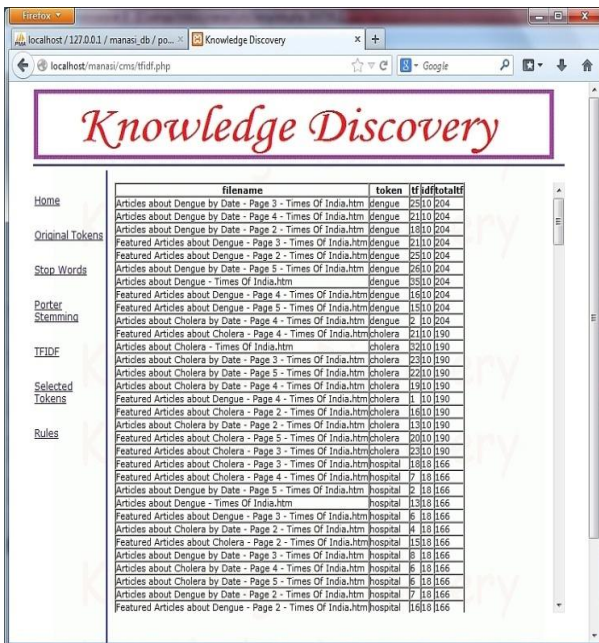 Firefox
localhost / 127.0.0.1 / manasi_db / po...
Knowledge Discovery
localhost/manasi/cms/tfidf.php
Google
Knowledge Discovery
Home
Original Tokens
Stop Words
Porter
Stemming
TFIDF
Selected
Tokens
Rules
filename token tf idf totaltf
Articles about Dengue by Date - Page 3 - Times Of India.htm dengue 25 10 204
Articles about Dengue by Date - Page 4 - Times Of India.htm dengue 21 10 204
Articles about Dengue by Date - Page 2 - Times Of India.htm dengue 18 10 204
Featured Articles about Dengue - Page 3 - Times Of India.htm dengue 21 10 204
Featured Articles about Dengue - Page 2 - Times Of India.htm dengue 25 10 204
Articles about Dengue by Date - Page 5 - Times Of India.htm dengue 26 10 204
Articles about Dengue - Times Of India.htm dengue 35 10 204
Featured Articles about Dengue - Page 4 - Times Of India.htm dengue 16 10 204
Featured Articles about Dengue - Page 5 - Times Of India.htm dengue 15 10 204
Articles about Cholera by Date - Page 4 - Times Of India.htm dengue 2 10 204
Featured Articles about Cholera - Page 4 - Times Of India.htm cholera 21 10 190
Articles about Cholera - Times Of India.htm cholera 32 10 190
Articles about Cholera by Date - Page 3 - Times Of India.htm cholera 23 10 190
Articles about Cholera by Date - Page 5 - Times Of India.htm cholera 22 10 190
Articles about Cholera by Date - Page 4 - Times Of India.htm cholera 19 10 190
Featured Articles about Dengue - Page 4 - Times Of India.htm cholera 1 10 190
Featured Articles about Cholera - Page 2 - Times Of India.htm cholera 16 10 190
Articles about Cholera by Date - Page 2 - Times Of India.htm cholera 13 10 190
Featured Articles about Cholera - Page 5 - Times Of India.htm cholera 20 10 190
Featured Articles about Cholera - Page 3 - Times Of India.htm cholera 23 10 190
Featured Articles about Cholera - Page 3 - Times Of India.htm hospital 18 18 166
Featured Articles about Cholera - Page 4 - Times Of India.htm hospital 7 18 166
Articles about Dengue by Date - Page 5 - Times Of India.htm hospital 2 18 166
Articles about Dengue - Times Of India.htm hospital 13 18 166
Featured Articles about Dengue - Page 3 - Times Of India.htm hospital 6 18 166
Articles about Cholera by Date - Page 2 - Times Of India.htm hospital 4 18 166
Featured Articles about Cholera - Page 2 - Times Of India.htm hospital 15 18 166
Articles about Dengue by Date - Page 3 - Times Of India.htm hospital 8 18 166
Articles about Cholera by Date - Page 4 - Times Of India.htm hospital 6 18 166
Articles about Cholera by Date - Page 5 - Times Of India.htm hospital 6 18 166
Articles about Dengue by Date - Page 2 - Times Of India.htm hospital 7 18 166
Featured Articles about Dengue - Page 2 - Times Of India.htm hospital 16 18 166